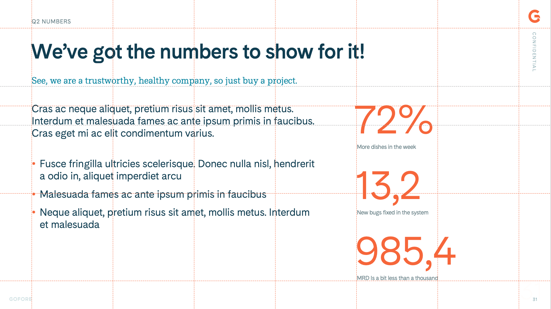 Q2 NUMBERS
G
CONFIDENTIAL
We've got the numbers to show for it!
See, we are a trustworthy, healthy company, so just buy a project.
Cras ac neque aliquet, pretium risus sit amet, mollis metus.
Interdum et malesuada fames ac ante ipsum primis in faucibus.
Cras eget mi ac elit condimentum varius.
• Fusce fringilla ultricies scelerisque. Donec nulla nisl, hendrerit
a odio in, aliquet imperdiet arcu
• Malesuada fames ac ante ipsum primis in faucibus
• Neque aliquet, pretium risus sit amet, mollis metus. Interdum
et malesuada
72%
More dishes in the week
13,2
New bugs fixed in the system
985,4
MRD is a bit less than a thousand
GOFORE
31